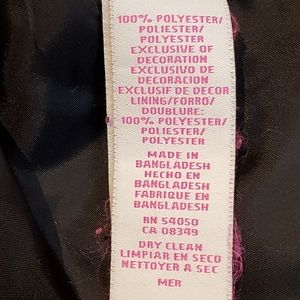 100% POLYESTER/
POLIESTER/
POLYESTER
EXCLUSIVE OF
DECORATION
EXCLUSIVO DE
DECORACION
EXCLUSIF DE DECOR
LINING/FORRO/
DOUBLURE:
100% POLYESTER/
POLIESTER/
POLYESTER
MADE IN
BANGLADESH
HECHO EN
BANGLADESH
FABRIQUE EN
BANGLADESH
RN 54050
CA 08349
DRY CLEAN
LIMPIAR EN SECO
NETTOYER A SEC
MER